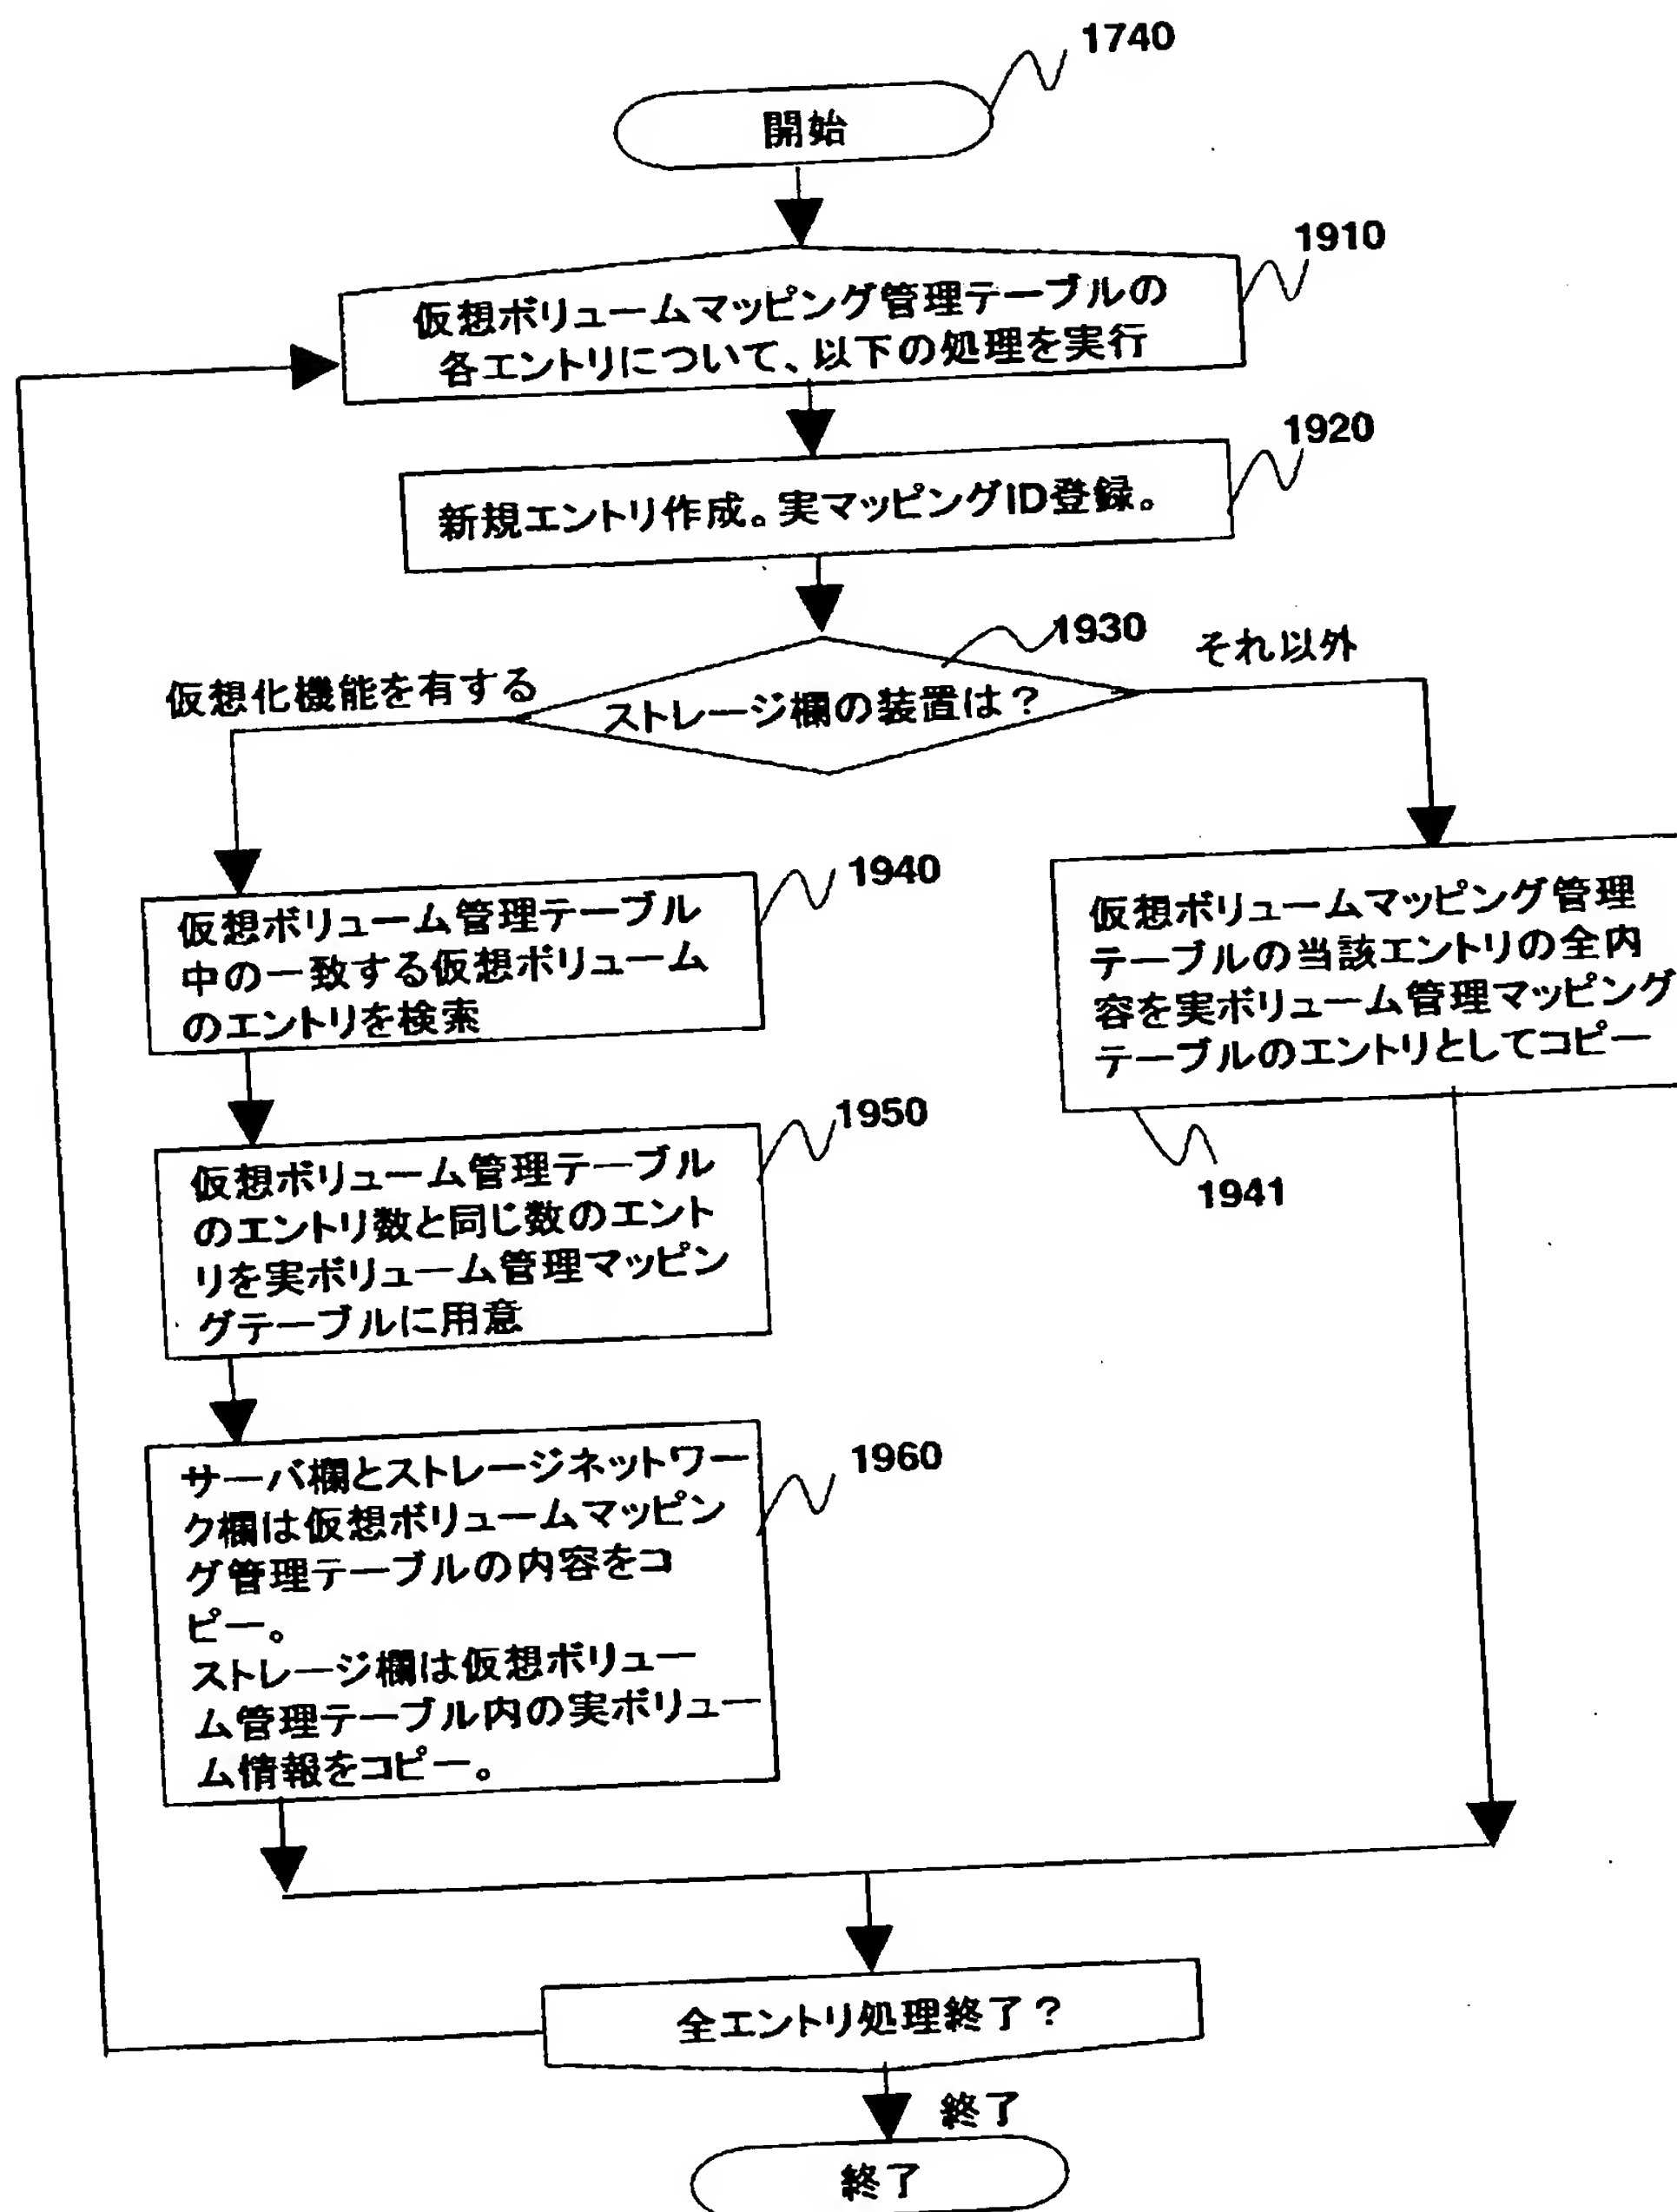 1740
開始
1910
仮想ボリュームマッピング管理テーブルの
各エントリについて、以下の処理を実行
1920
新規エントリ作成。実マッピングID登録。
1930
それ以外
仮想化機能を有する
ストレージ欄の装置は？
1940
仮想ボリューム管理テーブル
中の一致する仮想ボリューム
のエントリを検索
仮想ボリュームマッピング管理
テーブルの当該エントリの全内
容を実ボリューム管理マッピング
テーブルのエントリとしてコピー
1941
1950
仮想ボリューム管理テーブル
のエントリ数と同じ数のエント
リを実ボリューム管理マッピン
グテーブルに用意
1960
サーバ欄とストレージネットワー
ク欄は仮想ボリュームマッピン
グ管理テーブルの内容をコ
ピー。
ストレージ欄は仮想ボリュー
ム管理テーブル内の実ボリュー
ム情報をコピー。
全エントリ処理終了？
終了
終了